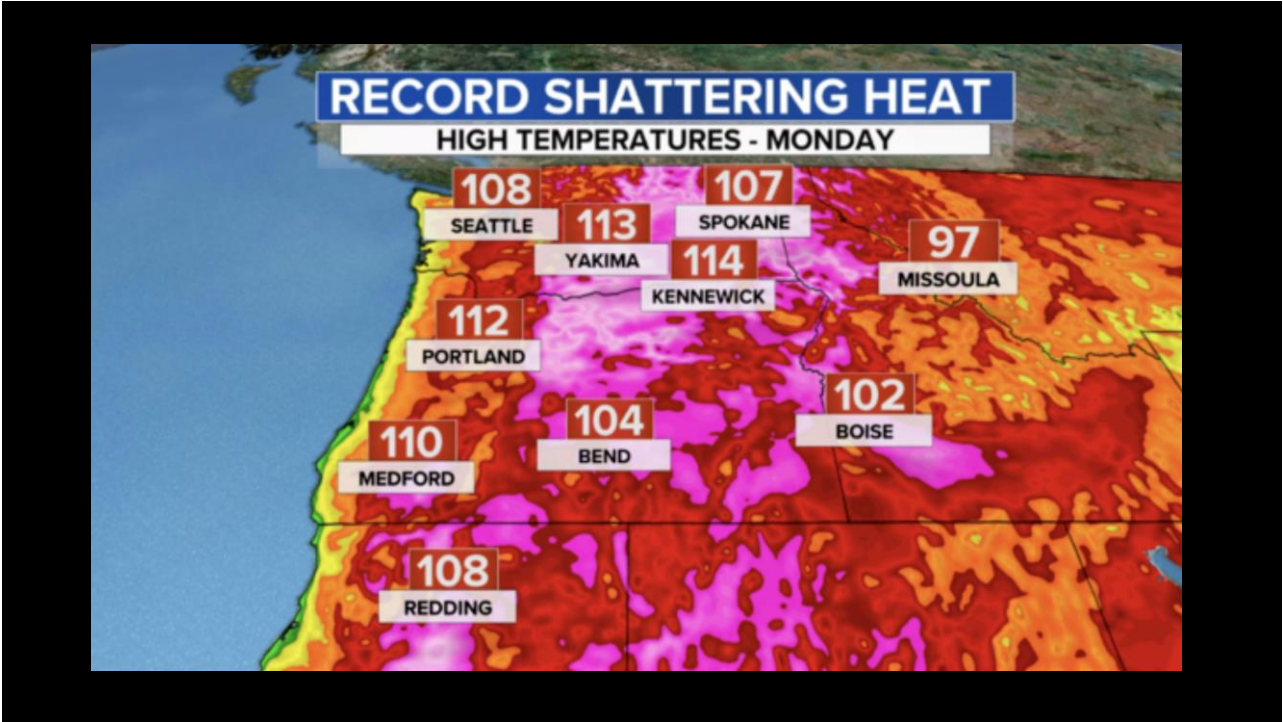 RECORD SHATTERING HEAT
HIGH TEMPERATURES - MONDAY
108
SEATTLE
113
YAKIMA
107
SPOKANE
114
KENNEWICK
97
MISSOULA
112
PORTLAND
110
MEDFORD
104
BEND
102
BOISE
108
REDDING